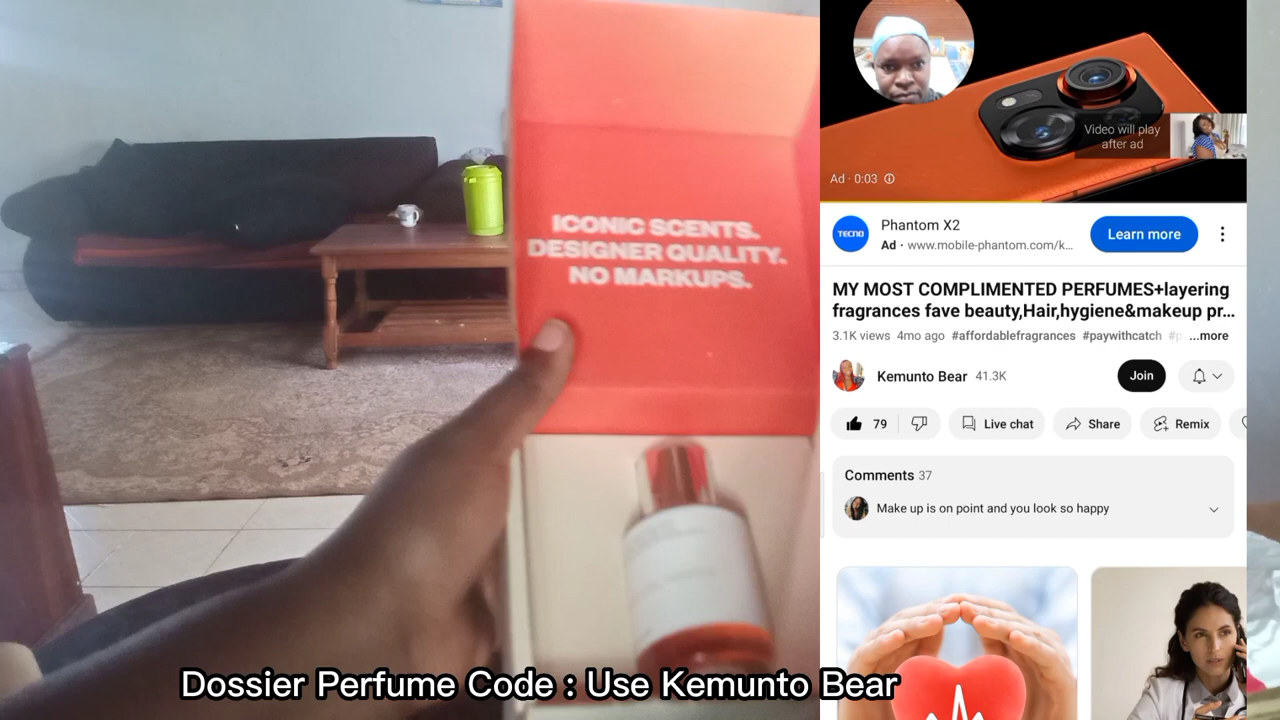 ICONIC SCENTS.
DESIGNER QUALITY.
NO MARKUPS.
Video will play
after ad
Ad · 0:03
TECNO
Phantom X2
Ad · www.mobile-phantom.com/k...
Learn more
MY MOST COMPLIMENTED PERFUMES+layering
fragrances fave beauty,Hair,hygiene&makeup pr...
3.1K views 4mo ago #affordablefragrances #paywithcatch #p ...more
Kemunto Bear 41.3K
Join
79
Live chat
Share
Remix
Comments 37
Make up is on point and you look so happy
Dossier Perfume Code : Use Kemunto Bear